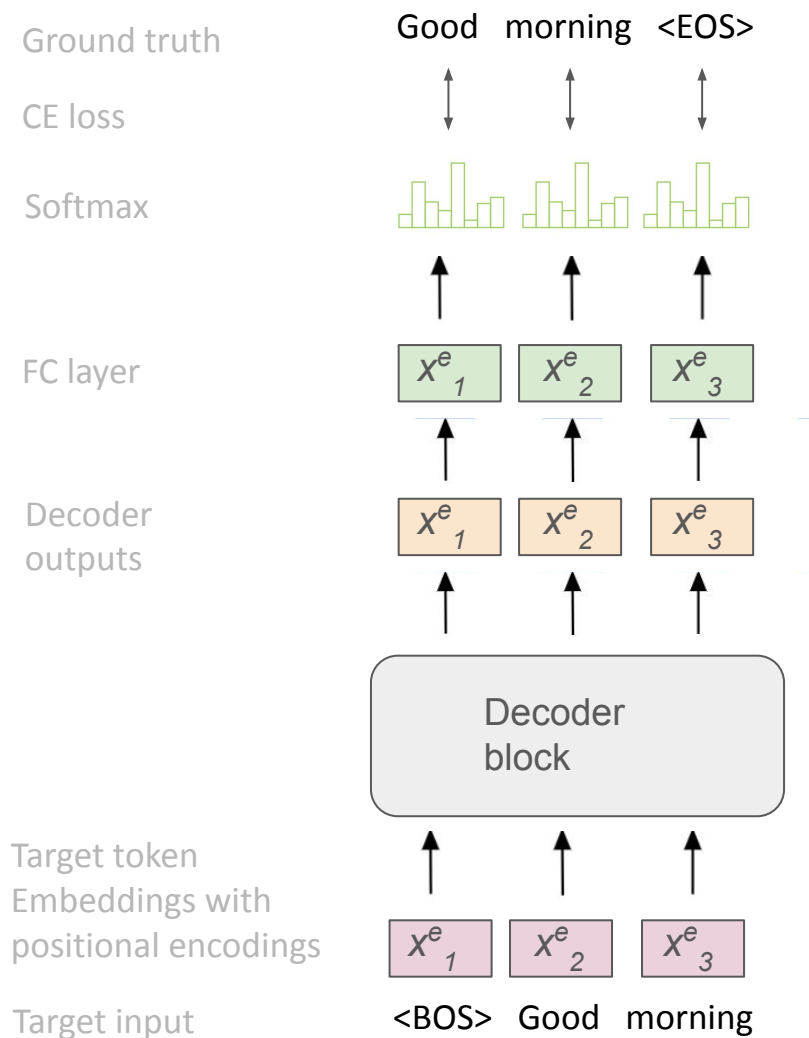 Ground truth Good morning <EOS>
CE loss
Softmax
FC layer x^e_1 x^e_2 x^e_3
Decoder
outputs
x^e_1 x^e_2 x^e_3
Decoder
block
Target token
Embeddings with
positional encodings
x^e_1 x^e_2 x^e_3
Target input <BOS> Good morning